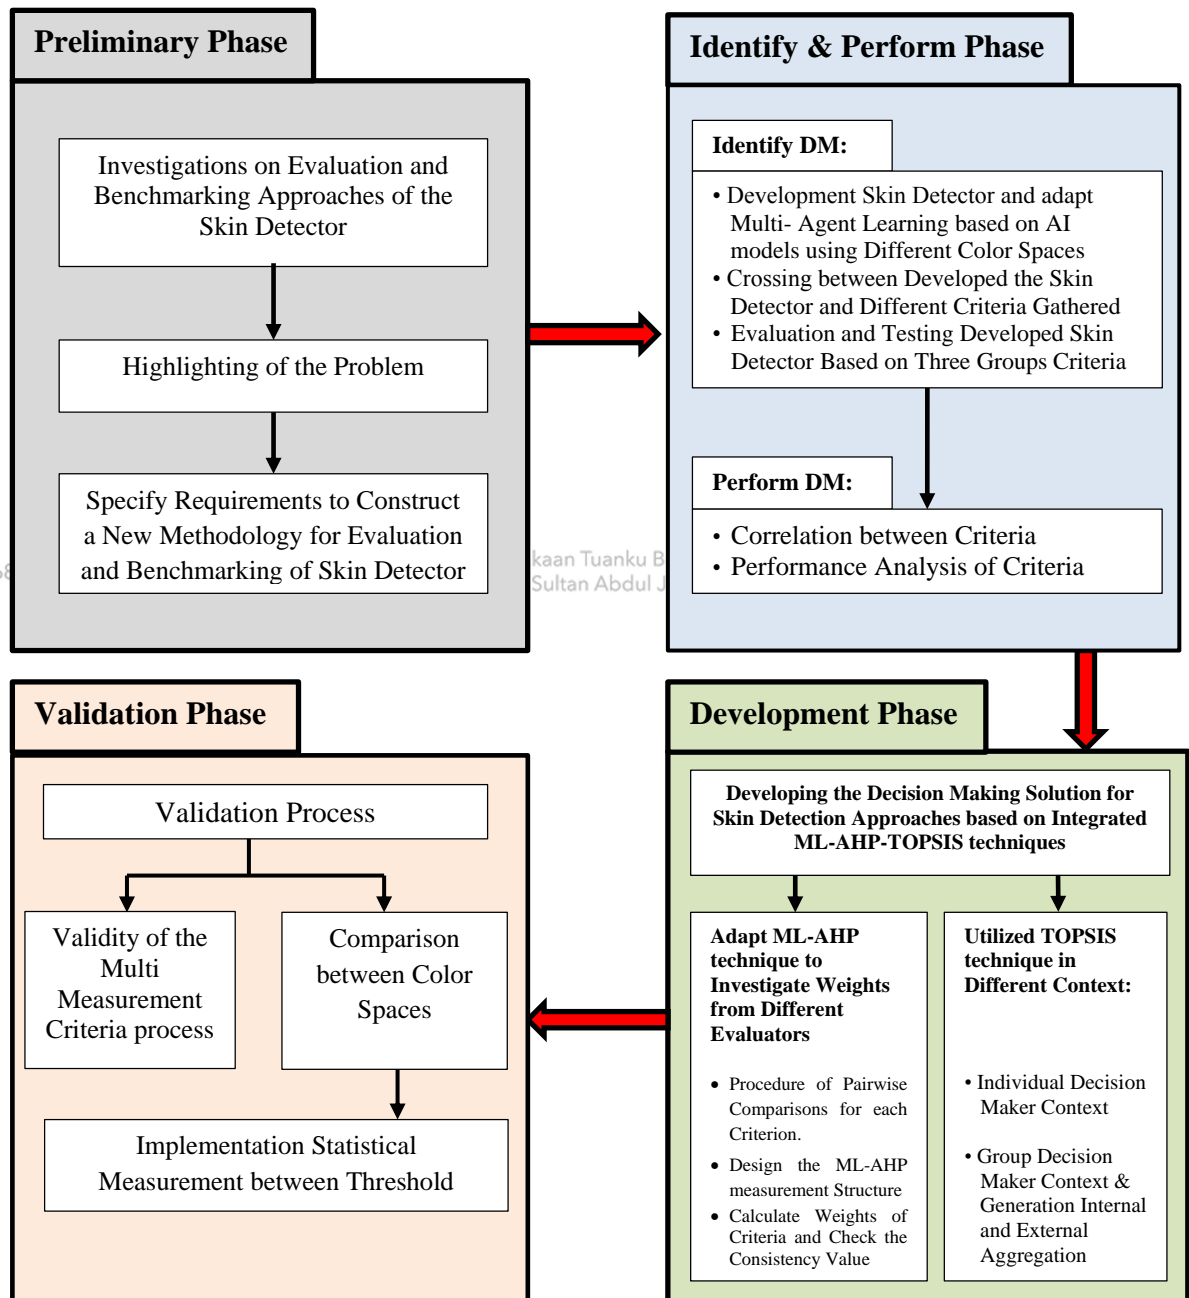 Preliminary Phase
Investigations on Evaluation and
Benchmarking Approaches of the
Skin Detector
Highlighting of the Problem
Specify Requirements to Construct
a New Methodology for Evaluation
and Benchmarking of Skin Detector
Identify & Perform Phase
Identify DM:
• Development Skin Detector and adapt
Multi- Agent Learning based on AI
models using Different Color Spaces
• Crossing between Developed the Skin
Detector and Different Criteria Gathered
• Evaluation and Testing Developed Skin
Detector Based on Three Groups Criteria
Perform DM:
• Correlation between Criteria
• Performance Analysis of Criteria
kaan Tuanku B
Sultan Abdul J
Development Phase
Developing the Decision Making Solution for
Skin Detection Approaches based on Integrated
ML-AHP-TOPSIS techniques
Adapt ML-AHP
technique to
Investigate Weights
from Different
Evaluators
• Procedure of Pairwise
Comparisons for each
Criterion.
• Design the ML-AHP
measurement Structure
• Calculate Weights of
Criteria and Check the
Consistency Value
Utilized TOPSIS
technique in
Different Context:
• Individual Decision
Maker Context
• Group Decision
Maker Context &
Generation Internal
and External
Aggregation
Validation Phase
Validation Process
Validity of the
Multi
Measurement
Criteria process
Comparison
between Color
Spaces
Implementation Statistical
Measurement between Threshold